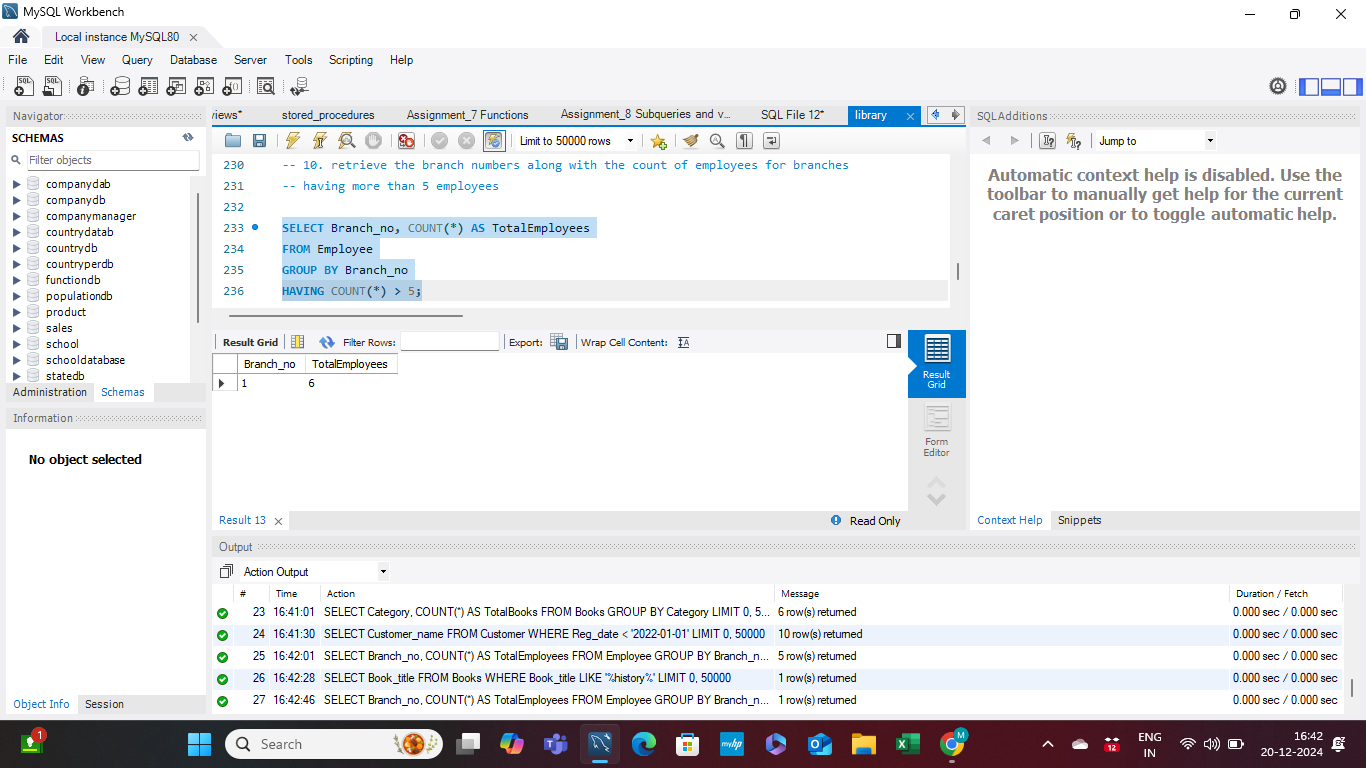 MySQL Workbench
Local instance MySQL80
File Edit View Query Database Server Tools Scripting Help
Navigator
SCHEMAS
Filter objects
companydab
companydb
companymanager
countrydatab
countrydb
countryperdb
functiondb
populationdb
product
sales
school
schooldatabase
statedb
Administration Schemas
Information
No object selected
Object Info Session
views* stored_procedures Assignment_7 Functions Assignment_8 Subqueries and v... SQL File 12* library
Limit to 50000 rows
230 -- 10. retrieve the branch numbers along with the count of employees for branches
231 -- having more than 5 employees
232
233 SELECT Branch_no, COUNT(*) AS TotalEmployees
234 FROM Employee
235 GROUP BY Branch_no
236 HAVING COUNT(*) > 5;
Result Grid Filter Rows: Export: Wrap Cell Content:
Branch_no TotalEmployees
1 6
Result Grid
Form Editor
Result 13
Read Only
SQLAdditions
Jump to
Automatic context help is disabled. Use the
toolbar to manually get help for the current
caret position or to toggle automatic help.
Context Help Snippets
Output
Action Output
# Time Action Message Duration / Fetch
23 16:41:01 SELECT Category, COUNT(*) AS TotalBooks FROM Books GROUP BY Category LIMIT 0, 5... 6 row(s) returned 0.000 sec / 0.000 sec
24 16:41:30 SELECT Customer_name FROM Customer WHERE Reg_date < '2022-01-01' LIMIT 0, 50000 10 row(s) returned 0.000 sec / 0.000 sec
25 16:42:01 SELECT Branch_no, COUNT(*) AS TotalEmployees FROM Employee GROUP BY Branch_n... 5 row(s) returned 0.000 sec / 0.000 sec
26 16:42:28 SELECT Book_title FROM Books WHERE Book_title LIKE '%history%' LIMIT 0, 50000 1 row(s) returned 0.000 sec / 0.000 sec
27 16:42:46 SELECT Branch_no, COUNT(*) AS TotalEmployees FROM Employee GROUP BY Branch_n... 1 row(s) returned 0.000 sec / 0.000 sec
1
Search
myhp
M
12
ENG
IN
16:42
20-12-2024